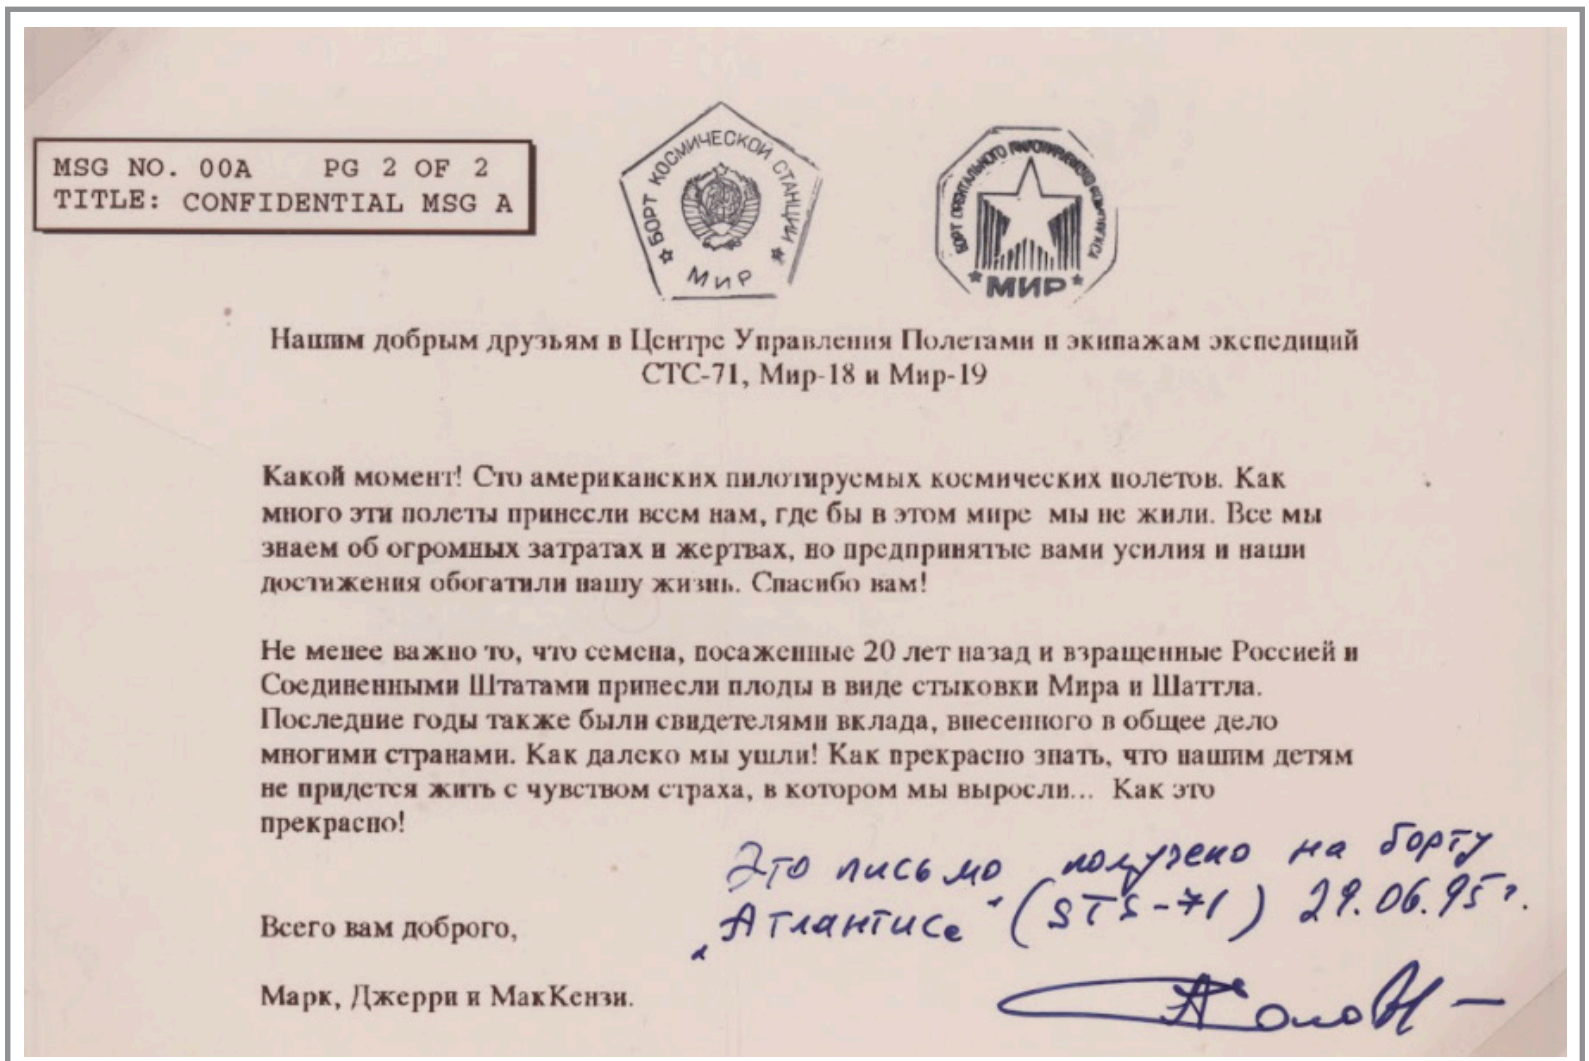 MSG NO. 00A PG 2 OF 2
TITLE: CONFIDENTIAL MSG A
БОРТ КОСМИЧЕСКОЙ СТАНЦИИ
МИР
БОРТ ОРБИТАЛЬНОГО ПИЛОТИРУЕМОГО КОМПЛЕКСА
МИР
Нашим добрым друзьям в Центре Управления Полетами и экипажам экспедиций
СТС-71, Мир-18 и Мир-19
Какой момент! Сто американских пилотируемых космических полетов. Как
много эти полеты принесли всем нам, где бы в этом мире мы не жили. Все мы
знаем об огромных затратах и жертвах, но предпринятые вами усилия и наши
достижения обогатили нашу жизнь. Спасибо вам!
Не менее важно то, что семена, посаженные 20 лет назад и взращенные Россией и
Соединенными Штатами принесли плоды в виде стыковки Мира и Шаттла.
Последние годы также были свидетелями вклада, внесенного в общее дело
многими странами. Как далеко мы ушли! Как прекрасно знать, что нашим детям
не придется жить с чувством страха, в котором мы выросли... Как это
прекрасно!
Это письмо получено на борту
„Атлантисе“ (STS-71) 29.06.95г.
Всего вам доброго,
Марк, Джерри и МакКензи.